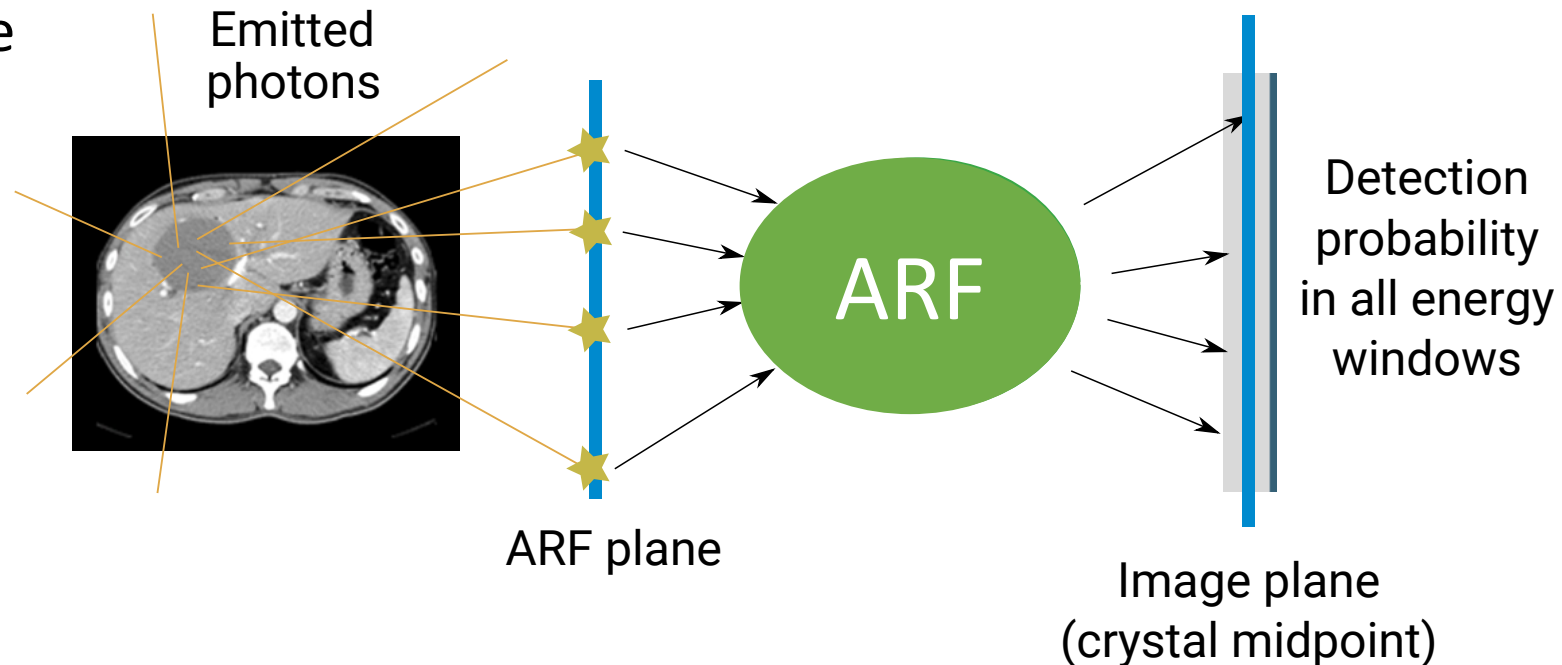 e
Emitted
photons
ARF
Detection
probability
in all energy
windows
ARF plane
Image plane
(crystal midpoint)